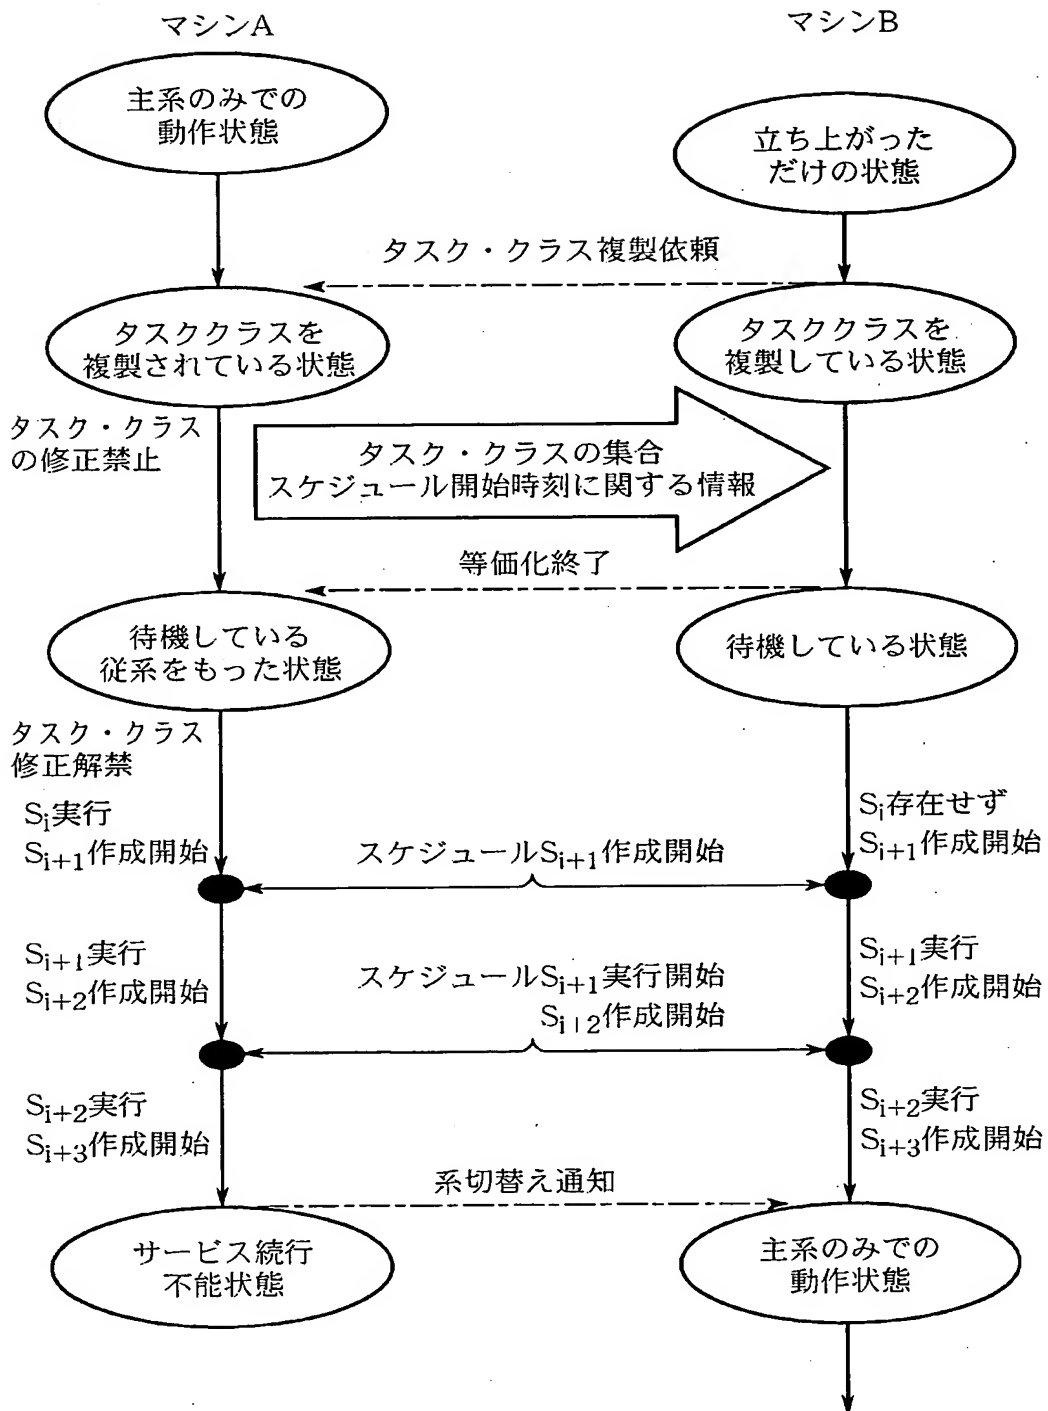 マシンA
マシンB
主系のみでの
動作状態
立ち上がった
だけの状態
タスク・クラス複製依頼
タスククラスを
複製されている状態
タスククラスを
複製している状態
タスク・クラス
の修正禁止
タスク・クラスの集合
スケジュール開始時刻に関する情報
等価化終了
待機している
従系をもった状態
待機している状態
タスク・クラス
修正解禁
Si実行
Si+1作成開始
スケジュールSi+1作成開始
Si存在せず
Si+1作成開始
Si+1実行
Si+2作成開始
スケジュールSi+1実行開始
Si+2作成開始
Si+1実行
Si+2作成開始
Si+2実行
Si+3作成開始
Si+2実行
Si+3作成開始
系切替え通知
サービス続行
不能状態
主系のみでの
動作状態